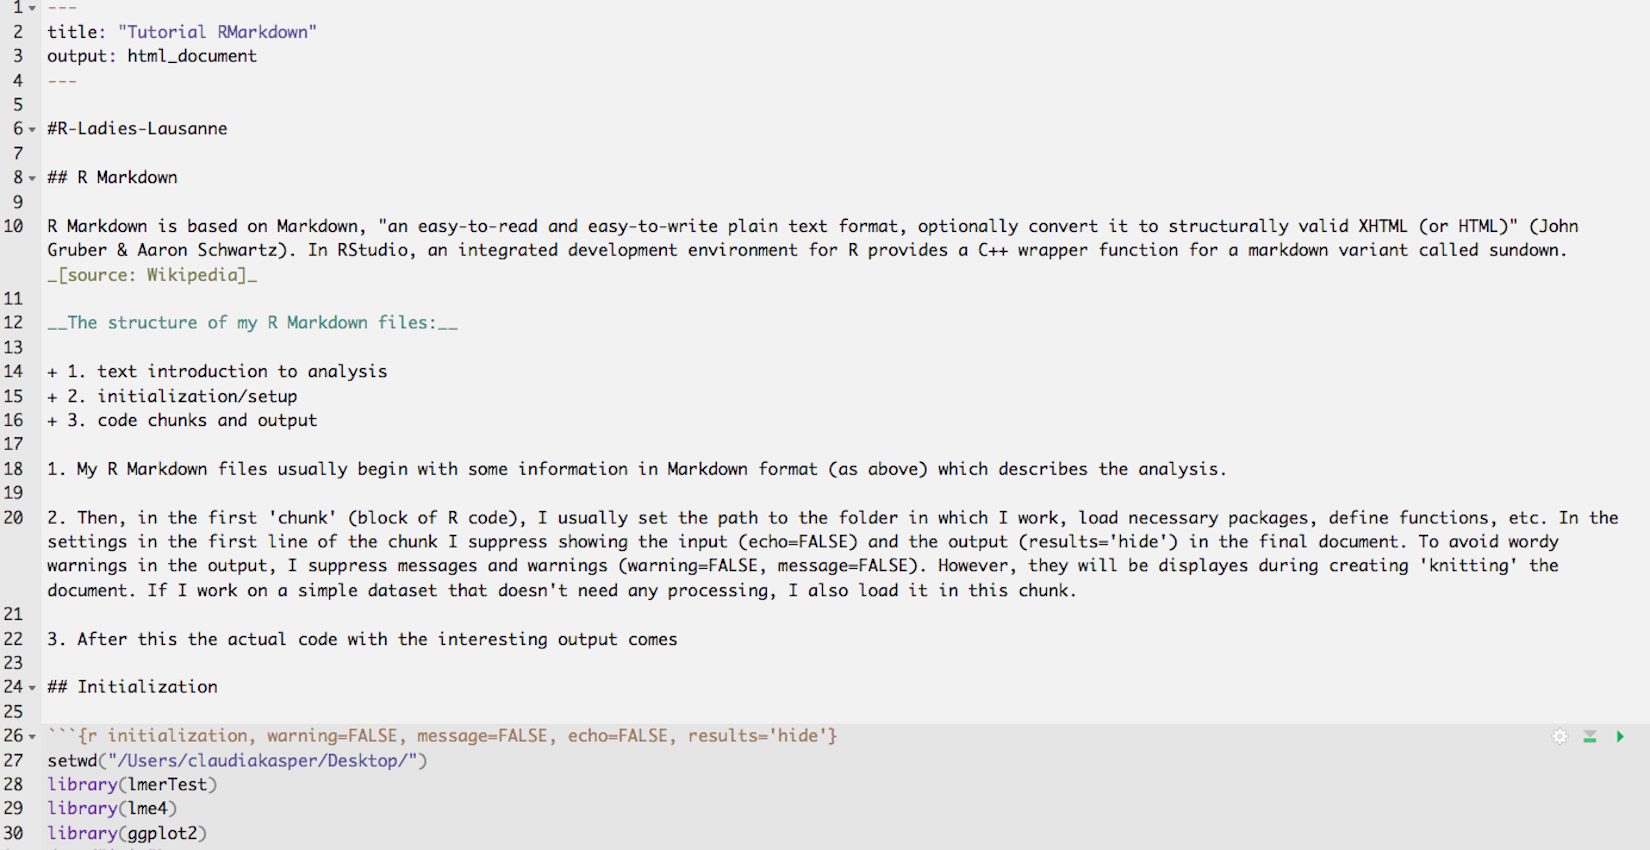 1 ---
2 title: "Tutorial RMarkdown"
3 output: html_document
4 ---
5
6 #R-Ladies-Lausanne
7
8 ## R Markdown
9
10 R Markdown is based on Markdown, "an easy-to-read and easy-to-write plain text format, optionally convert it to structurally valid XHTML (or HTML)" (John
Gruber & Aaron Schwartz). In RStudio, an integrated development environment for R provides a C++ wrapper function for a markdown variant called sundown.
_[source: Wikipedia]_
11
12 __The structure of my R Markdown files:__
13
14 + 1. text introduction to analysis
15 + 2. initialization/setup
16 + 3. code chunks and output
17
18 1. My R Markdown files usually begin with some information in Markdown format (as above) which describes the analysis.
19
20 2. Then, in the first 'chunk' (block of R code), I usually set the path to the folder in which I work, load necessary packages, define functions, etc. In the
settings in the first line of the chunk I suppress showing the input (echo=FALSE) and the output (results='hide') in the final document. To avoid wordy
warnings in the output, I suppress messages and warnings (warning=FALSE, message=FALSE). However, they will be displayes during creating 'knitting' the
document. If I work on a simple dataset that doesn't need any processing, I also load it in this chunk.
21
22 3. After this the actual code with the interesting output comes
23
24 ## Initialization
25
26 ```{r initialization, warning=FALSE, message=FALSE, echo=FALSE, results='hide'}
27 setwd("/Users/claudiakasper/Desktop/")
28 library(lmerTest)
29 library(lme4)
30 library(ggplot2)